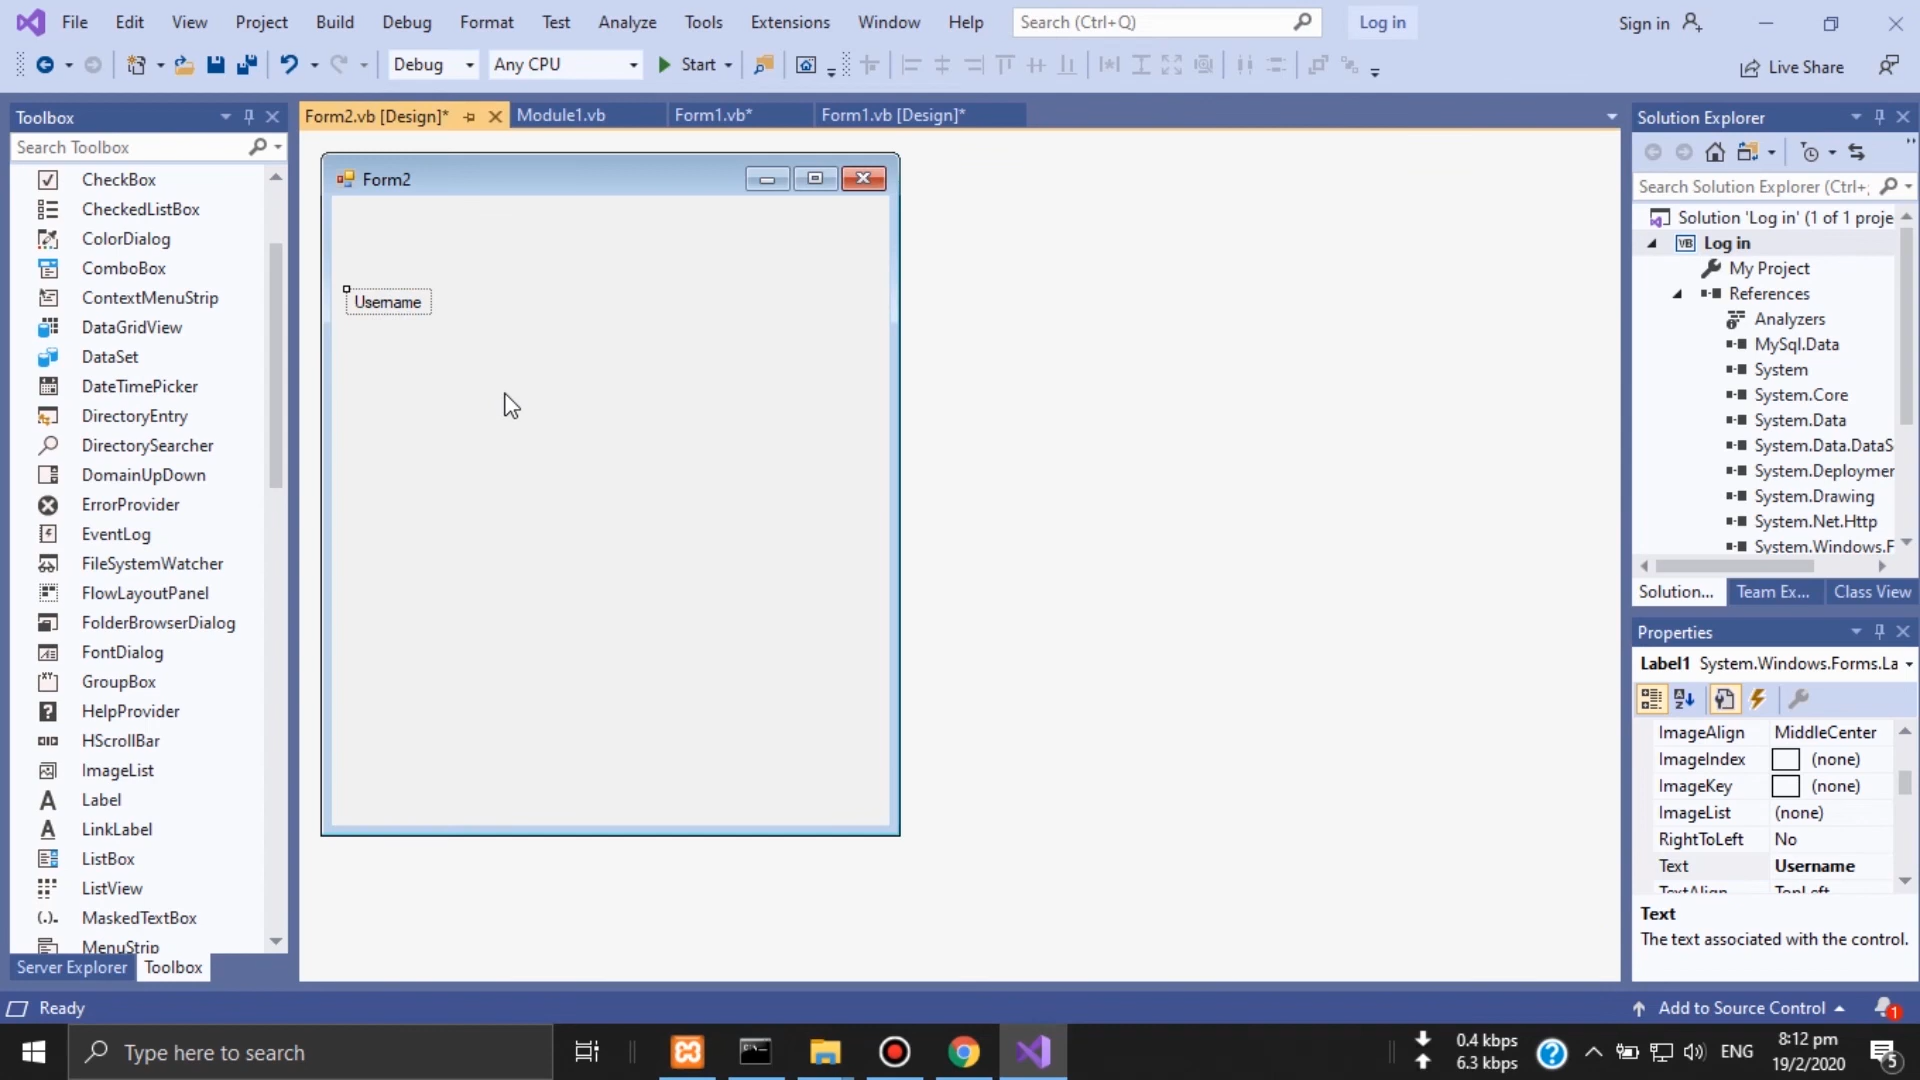 File Edit View Project Build Debug Format Test Analyze Tools Extensions Window Help Search (Ctrl+Q) Log in Sign in
Debug Any CPU Start Live Share
Toolbox
Search Toolbox
CheckBox
CheckedListBox
ColorDialog
ComboBox
ContextMenuStrip
DataGridView
DataSet
DateTimePicker
DirectoryEntry
DirectorySearcher
DomainUpDown
ErrorProvider
EventLog
FileSystemWatcher
FlowLayoutPanel
FolderBrowserDialog
FontDialog
GroupBox
HelpProvider
HScrollBar
ImageList
Label
LinkLabel
ListBox
ListView
MaskedTextBox
MenuStrip
Server Explorer Toolbox
Form2.vb [Design]* Module1.vb Form1.vb* Form1.vb [Design]*
Form2
Username
Solution Explorer
Search Solution Explorer (Ctrl+;
Solution 'Log in' (1 of 1 proje
VB Log in
My Project
References
Analyzers
MySql.Data
System
System.Core
System.Data
System.Data.DataS
System.Deploymer
System.Drawing
System.Net.Http
System.Windows.F
Solution... Team Ex... Class View
Properties
Label1 System.Windows.Forms.La
ImageAlign MiddleCenter
ImageIndex (none)
ImageKey (none)
ImageList (none)
RightToLeft No
Text Username
TextAlign TopLeft
Text
The text associated with the control.
Ready Add to Source Control 1
Type here to search
0.4 kbps
6.3 kbps
ENG
8:12 pm
19/2/2020
5